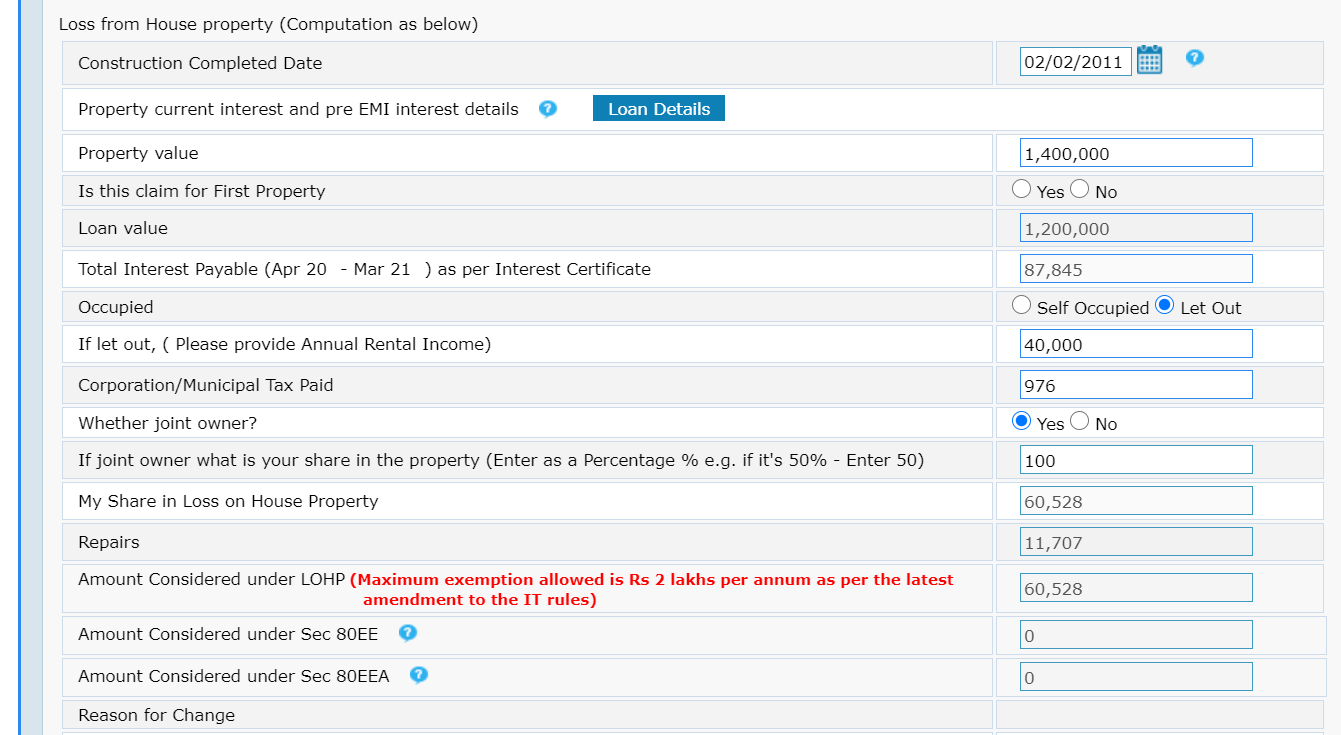 Loss from House property (Computation as below)
Construction Completed Date 02/02/2011 ?
Property current interest and pre EMI interest details ? Loan Details
Property value 1,400,000
Is this claim for First Property Yes No
Loan value 1,200,000
Total Interest Payable (Apr 20 - Mar 21 ) as per Interest Certificate 87,845
Occupied Self Occupied Let Out
If let out, ( Please provide Annual Rental Income) 40,000
Corporation/Municipal Tax Paid 976
Whether joint owner? Yes No
If joint owner what is your share in the property (Enter as a Percentage % e.g. if it's 50% - Enter 50) 100
My Share in Loss on House Property 60,528
Repairs 11,707
Amount Considered under LOHP (Maximum exemption allowed is Rs 2 lakhs per annum as per the latest
amendment to the IT rules) 60,528
Amount Considered under Sec 80EE ? 0
Amount Considered under Sec 80EEA ? 0
Reason for Change